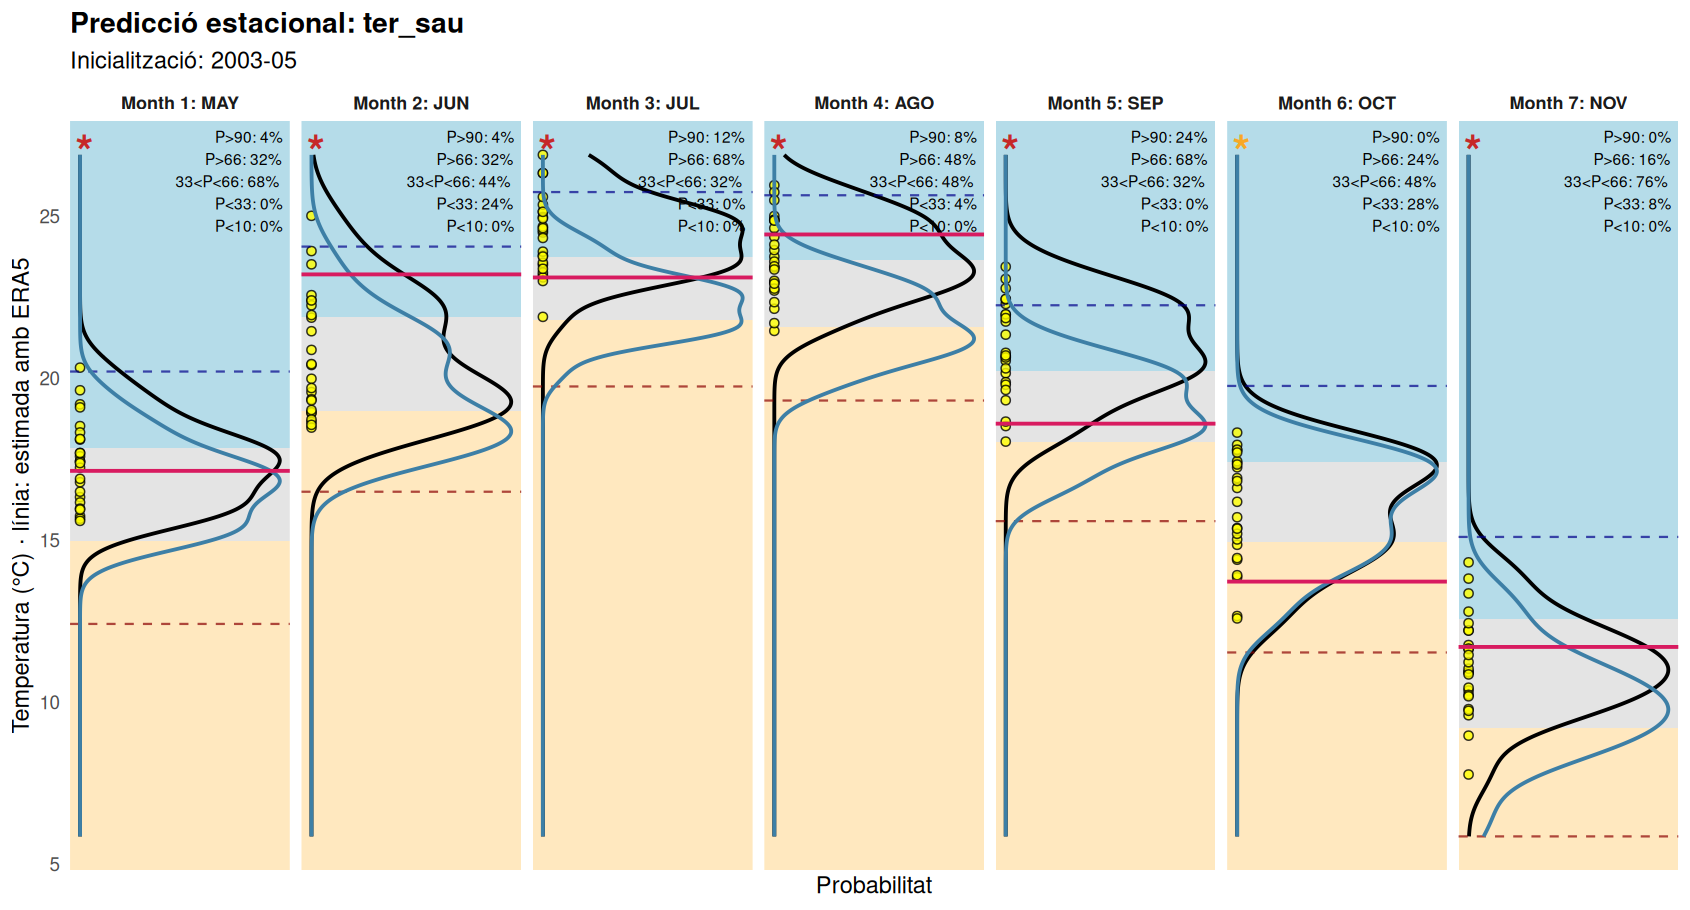 Predicció estacional: ter_sau
Inicialització: 2003-05
Month 1: MAY
Month 2: JUN
Month 3: JUL
Month 4: AGO
Month 5: SEP
Month 6: OCT
Month 7: NOV
*
P>90: 4%
P>66: 32%
33<P<66: 68%
P<33: 0%
P<10: 0%
*
P>90: 4%
P>66: 32%
33<P<66: 44%
P<33: 24%
P<10: 0%
*
P>90: 12%
P>66: 68%
33<P<66: 32%
P<33: 0%
P<10: 0%
*
P>90: 8%
P>66: 48%
33<P<66: 48%
P<33: 4%
P<10: 0%
*
P>90: 24%
P>66: 68%
33<P<66: 32%
P<33: 0%
P<10: 0%
*
P>90: 0%
P>66: 24%
33<P<66: 48%
P<33: 28%
P<10: 0%
*
P>90: 0%
P>66: 16%
33<P<66: 76%
P<33: 8%
P<10: 0%
25
20
15
10
5
Temperatura (°C) · línia: estimada amb ERA5
Probabilitat